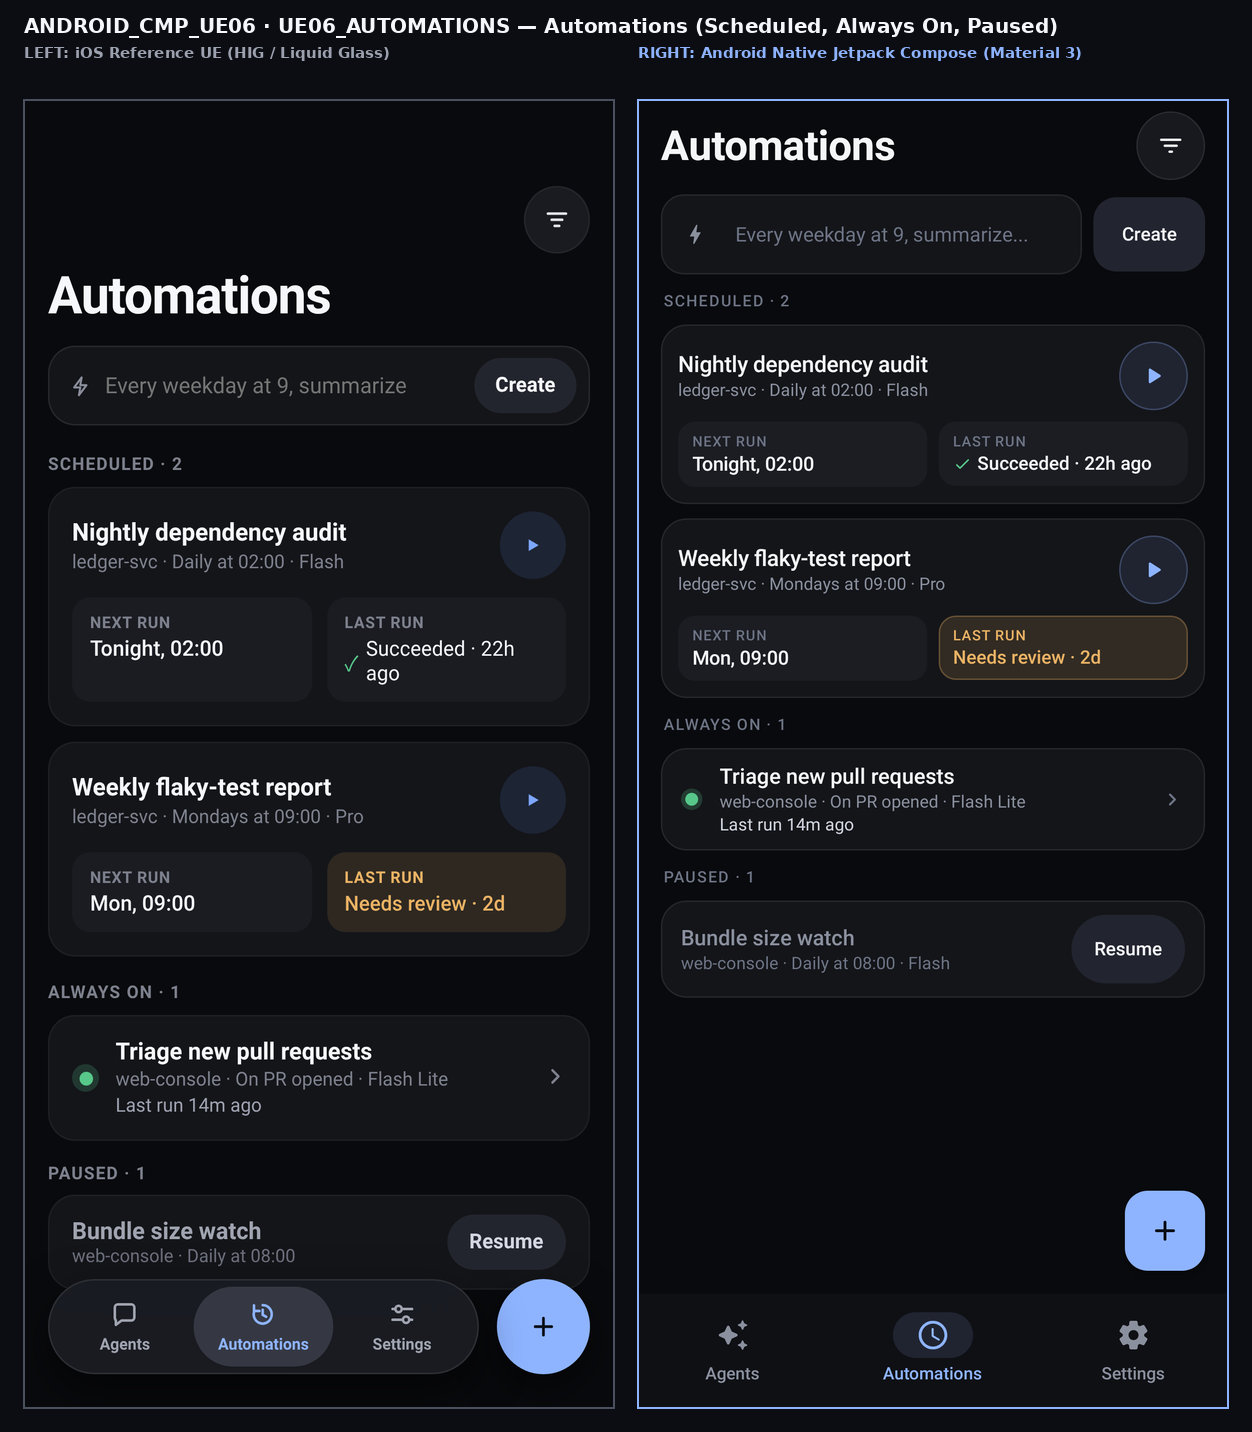 ANDROID_CMP_UE06 · UE06_AUTOMATIONS — Automations (Scheduled, Always On, Paused)
LEFT: iOS Reference UE (HIG / Liquid Glass)
RIGHT: Android Native Jetpack Compose (Material 3)
Automations
Every weekday at 9, summarize
Create
SCHEDULED · 2
Nightly dependency audit
ledger-svc · Daily at 02:00 · Flash
NEXT RUN
Tonight, 02:00
LAST RUN
✓ Succeeded · 22h
ago
Weekly flaky-test report
ledger-svc · Mondays at 09:00 · Pro
NEXT RUN
Mon, 09:00
LAST RUN
Needs review · 2d
ALWAYS ON · 1
Triage new pull requests
web-console · On PR opened · Flash Lite
Last run 14m ago
PAUSED · 1
Bundle size watch
web-console · Daily at 08:00
Resume
Agents
Automations
Settings
Automations
Every weekday at 9, summarize...
Create
SCHEDULED · 2
Nightly dependency audit
ledger-svc · Daily at 02:00 · Flash
NEXT RUN
Tonight, 02:00
LAST RUN
✓ Succeeded · 22h ago
Weekly flaky-test report
ledger-svc · Mondays at 09:00 · Pro
NEXT RUN
Mon, 09:00
LAST RUN
Needs review · 2d
ALWAYS ON · 1
Triage new pull requests
web-console · On PR opened · Flash Lite
Last run 14m ago
PAUSED · 1
Bundle size watch
web-console · Daily at 08:00 · Flash
Resume
Agents
Automations
Settings